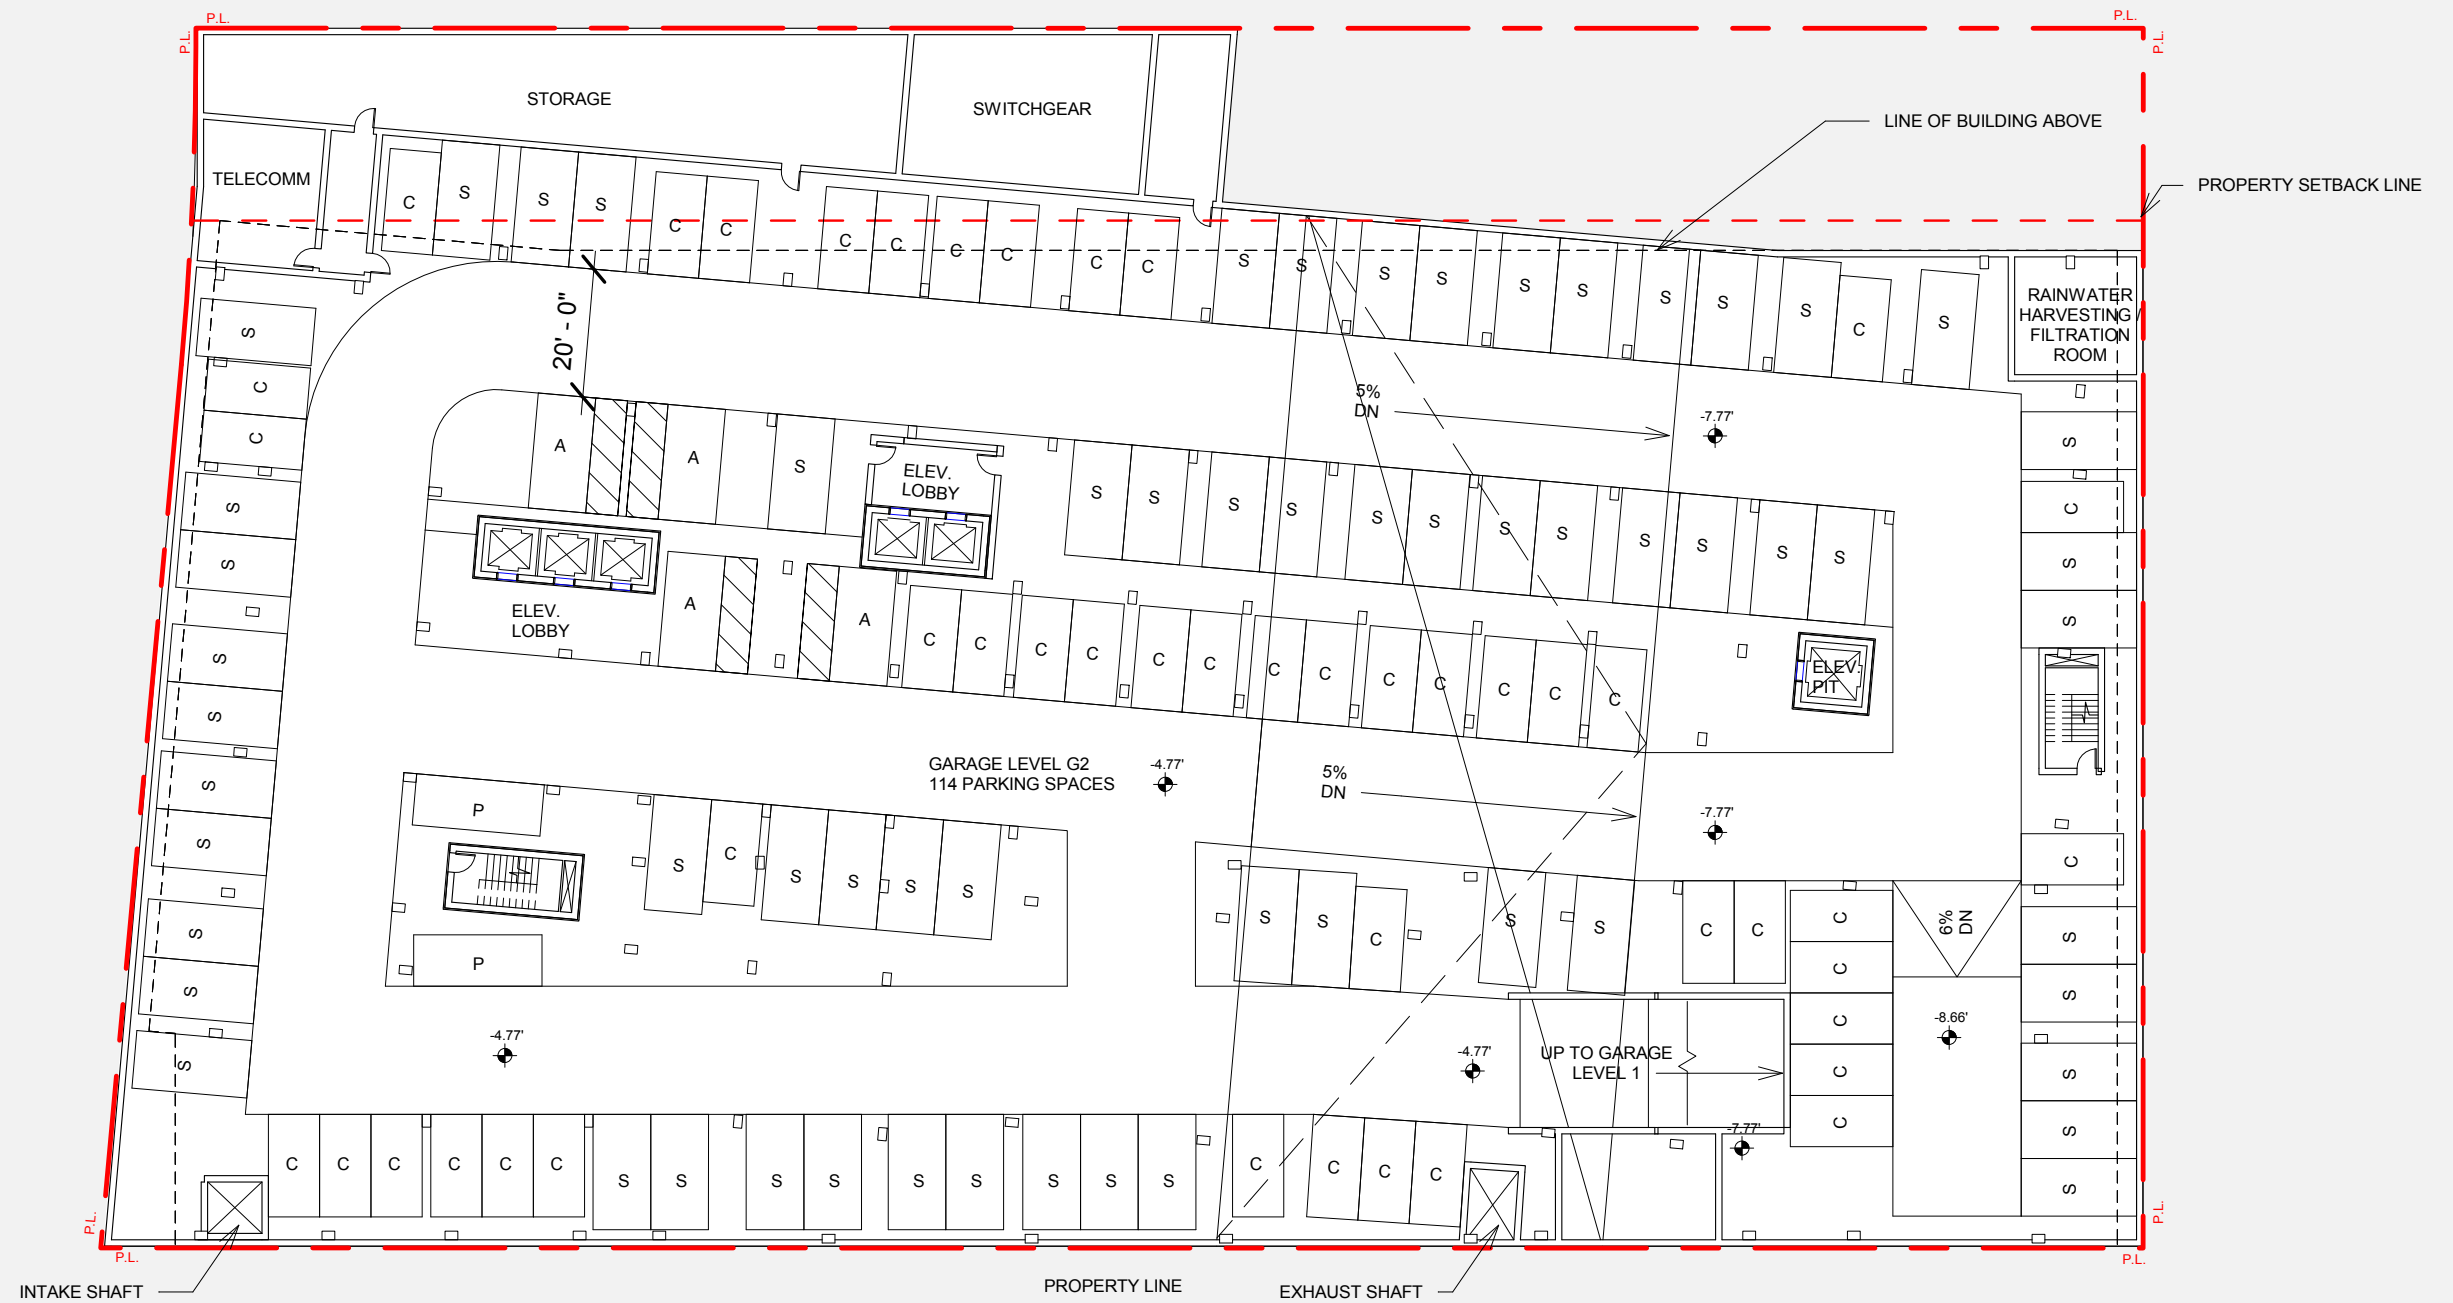 P.L.
P.L.
P.L.
P.L.
STORAGE
SWITCHGEAR
LINE OF BUILDING ABOVE
TELECOMM
PROPERTY SETBACK LINE
C
S
S
S
C
C
C
C
C
C
C
C
S
S
S
S
S
S
S
S
S
C
S
RAINWATER
HARVESTING /
FILTRATION
ROOM
20' - 0"
S
C
C
S
S
S
S
S
S
S
S
S
5%
DN
-7.77'
A
A
S
ELEV.
LOBBY
S
S
S
S
S
S
S
S
S
S
S
S
S
C
S
S
ELEV.
LOBBY
A
A
C
C
C
C
C
C
C
C
C
C
C
C
C
ELEV.
PIT
GARAGE LEVEL G2
114 PARKING SPACES
-4.77'
5%
DN
-7.77'
P
P
S
C
S
S
S
S
S
S
C
S
S
C
C
C
C
C
C
C
6%
DN
C
S
S
S
S
S
-8.66'
-4.77'
-4.77'
UP TO GARAGE
LEVEL 1
-7.77'
C
C
C
C
C
C
S
S
S
S
S
S
S
S
S
C
C
C
C
P.L.
P.L.
P.L.
P.L.
INTAKE SHAFT
PROPERTY LINE
EXHAUST SHAFT